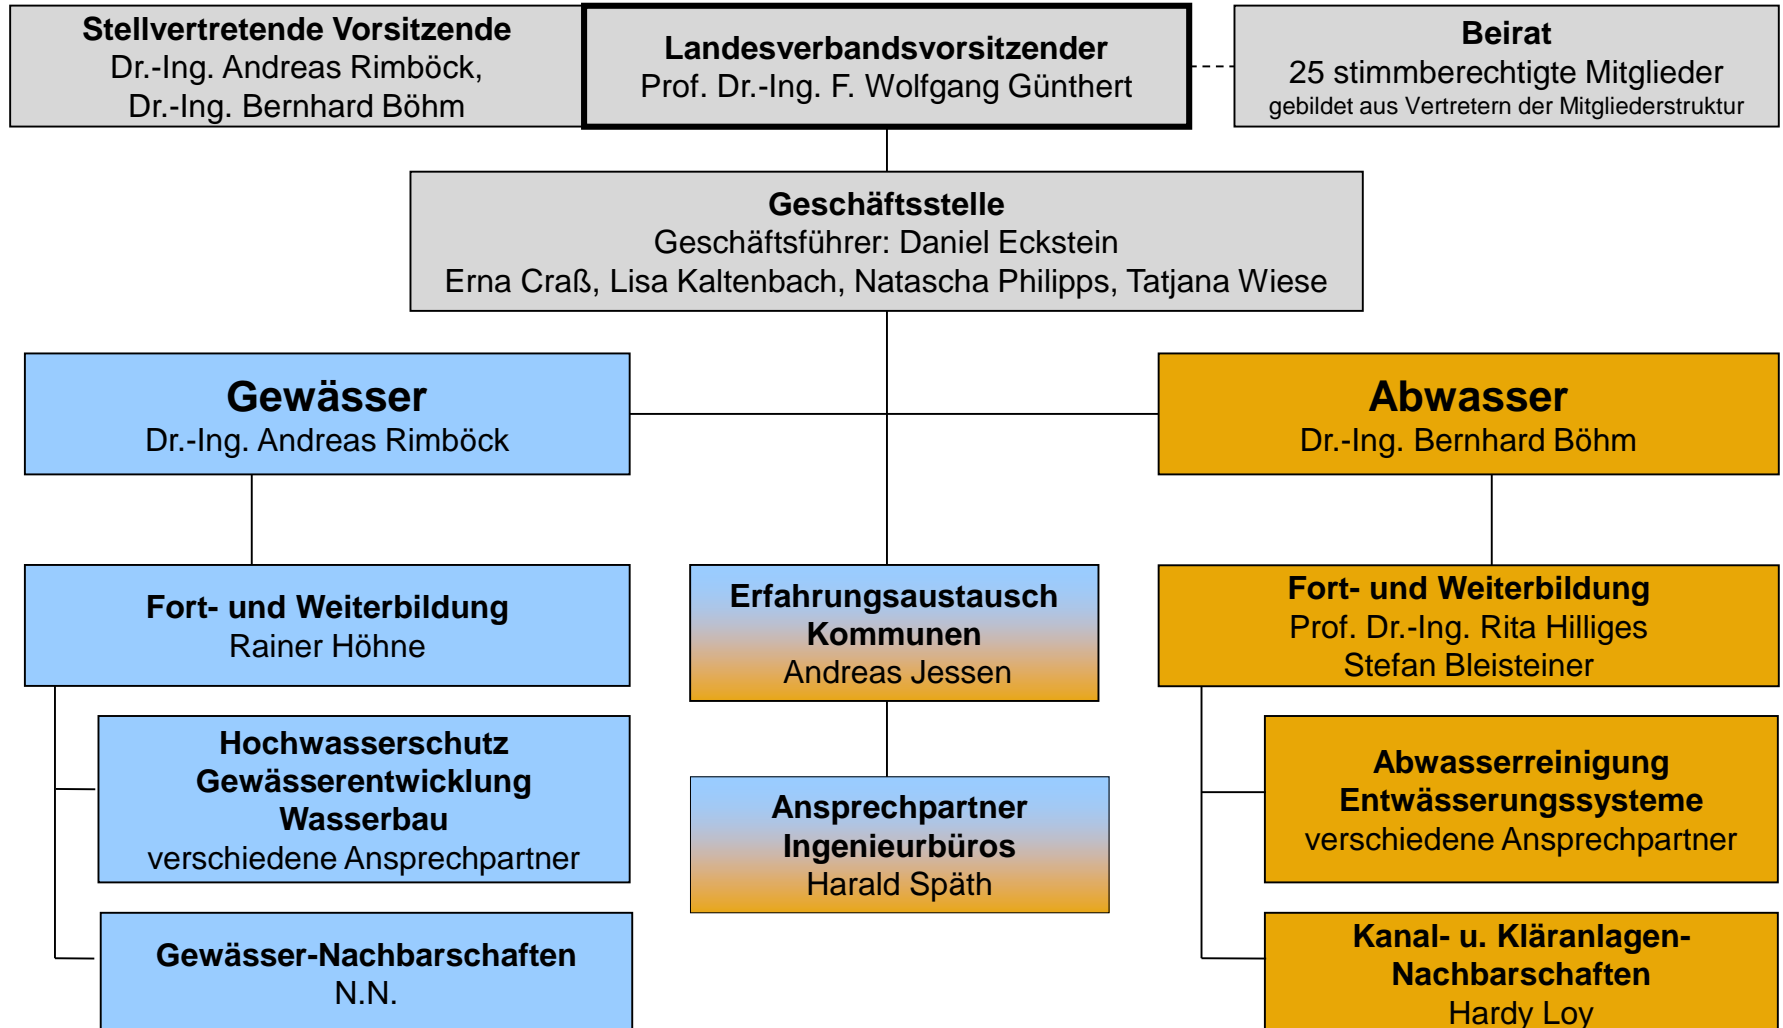 Stellvertretende Vorsitzende
Dr.-Ing. Andreas Rimböck,
Dr.-Ing. Bernhard Böhm
Landesverbandsvorsitzender
Prof. Dr.-Ing. F. Wolfgang Günthert
Beirat
25 stimmberechtigte Mitglieder
gebildet aus Vertretern der Mitgliederstruktur
Geschäftsstelle
Geschäftsführer: Daniel Eckstein
Erna Craß, Lisa Kaltenbach, Natascha Philipps, Tatjana Wiese
Gewässer
Dr.-Ing. Andreas Rimböck
Abwasser
Dr.-Ing. Bernhard Böhm
Fort- und Weiterbildung
Rainer Höhne
Erfahrungsaustausch
Kommunen
Andreas Jessen
Fort- und Weiterbildung
Prof. Dr.-Ing. Rita Hilliges
Stefan Bleisteiner
Hochwasserschutz
Gewässerentwicklung
Wasserbau
verschiedene Ansprechpartner
Ansprechpartner
Ingenieurbüros
Harald Späth
Abwasserreinigung
Entwässerungssysteme
verschiedene Ansprechpartner
Gewässer-Nachbarschaften
N.N.
Kanal- u. Kläranlagen-
Nachbarschaften
Hardy Loy